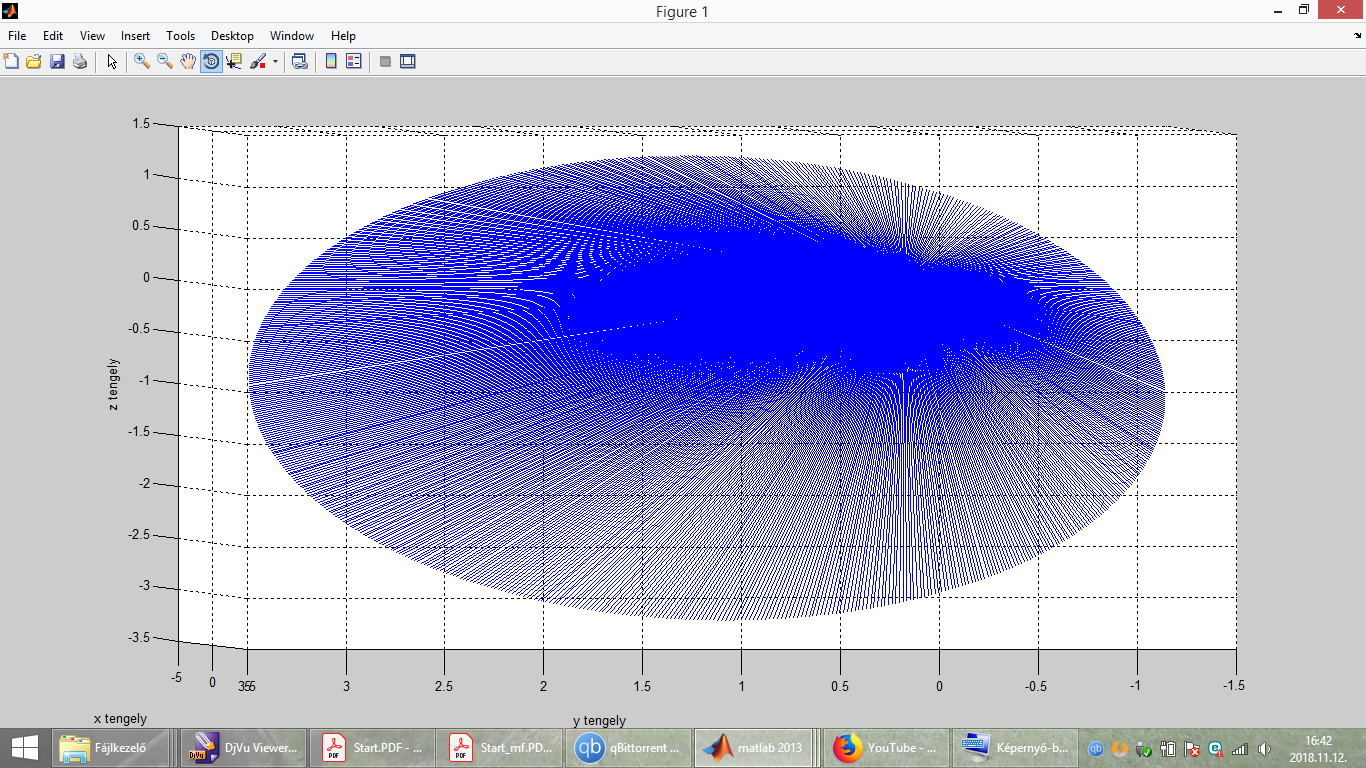 Figure 1
File Edit View Insert Tools Desktop Window Help
1.5
1
0.5
0
-0.5
-1
-1.5
-2
-2.5
-3
-3.5
z tengely
-5 0 5
3.5 3 2.5 2 1.5 1 0.5 0 -0.5 -1 -1.5
x tengely
y tengely
Fájlkezelő
DjVu Viewer...
Start.PDF - ...
Start_mf.PD...
qBittorrent ...
matlab 2013
YouTube - ...
Képernyő-b...
16:42
2018.11.12.